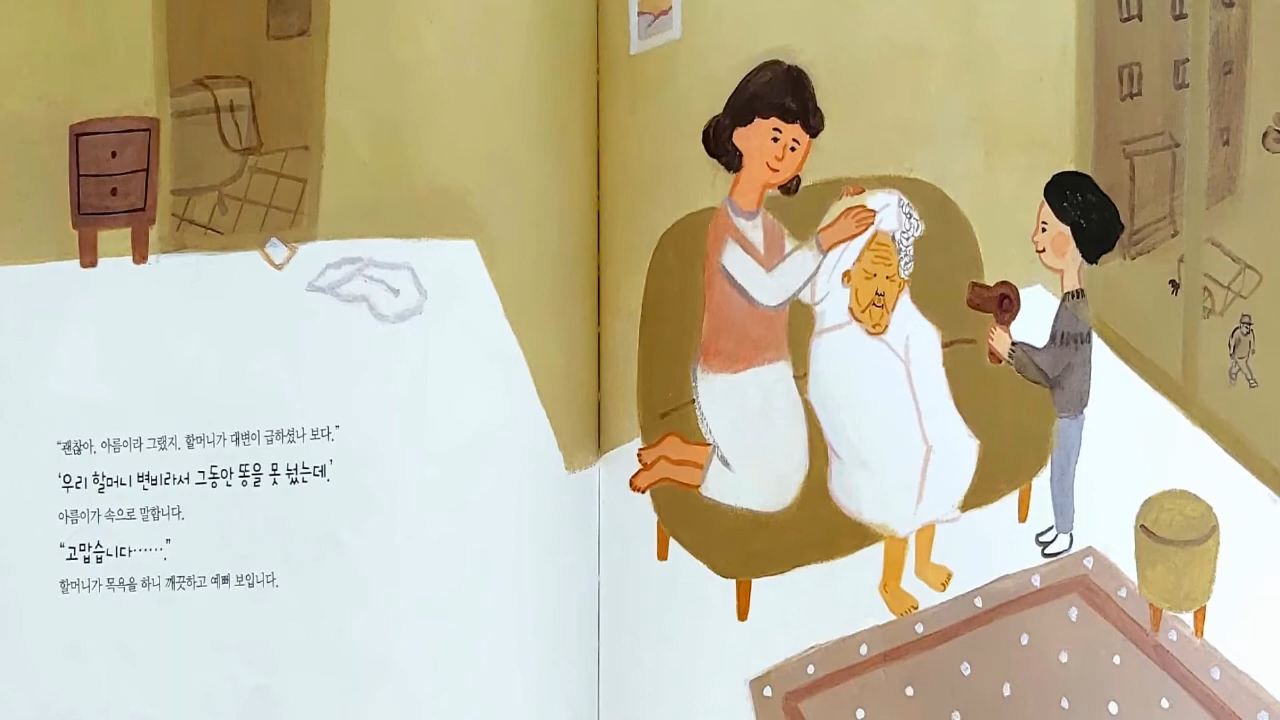 “괜찮아. 아름이라 그랬지. 할머니가 대변이 급하셨나 보다.”
‘우리 할머니 변비라서 그동안 똥을 못 눴는데.’
아름이가 속으로 말합니다.
“고맙습니다…….”
할머니가 목욕을 하니 깨끗하고 예뻐 보입니다.